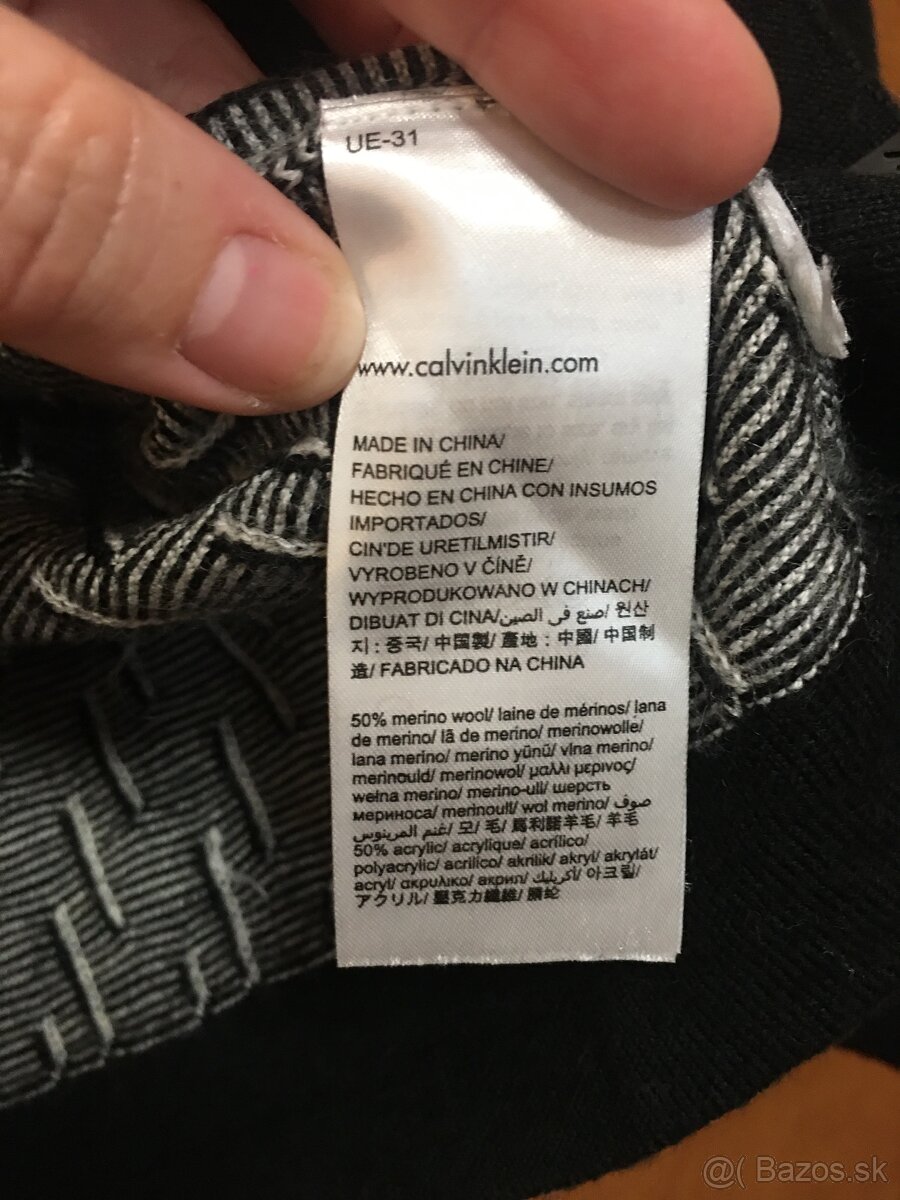 UE-31
www.calvinklein.com
MADE IN CHINA/
FABRIQUÉ EN CHINE/
HECHO EN CHINA CON INSUMOS
IMPORTADOS/
CIN'DE URETILMISTIR/
VYROBENO V ČÍNĚ/
WYPRODUKOWANO W CHINACH/
DIBUAT DI CINA/صنع في الصين/ 원산
지 : 중국/ 中国製/ 產地 : 中國/ 中国制
造/ FABRICADO NA CHINA
50% merino wool/ laine de mérinos/ lana
de merino/ lã de merino/ merinowolle/
lana merino/ merino yünü/ vlna merino/
merinould/ merinowol/ μαλλι μερινος/
wełna merino/ merino-ull/ шерсть
мериноса/ merinoull/ wol merino/ صوف
غنم المرينوس/ 모/ 毛/ 馬利諾羊毛/ 羊毛
50% acrylic/ acrylique/ acrílico/
polyacrylic/ acrilico/ akrilik/ akryl/ akrylát/
acryl/ ακρυλικο/ акрил/ أكريليك/ 아크릴/
アクリル/ 壓克力纖維/ 腈纶
@( Bazos.sk